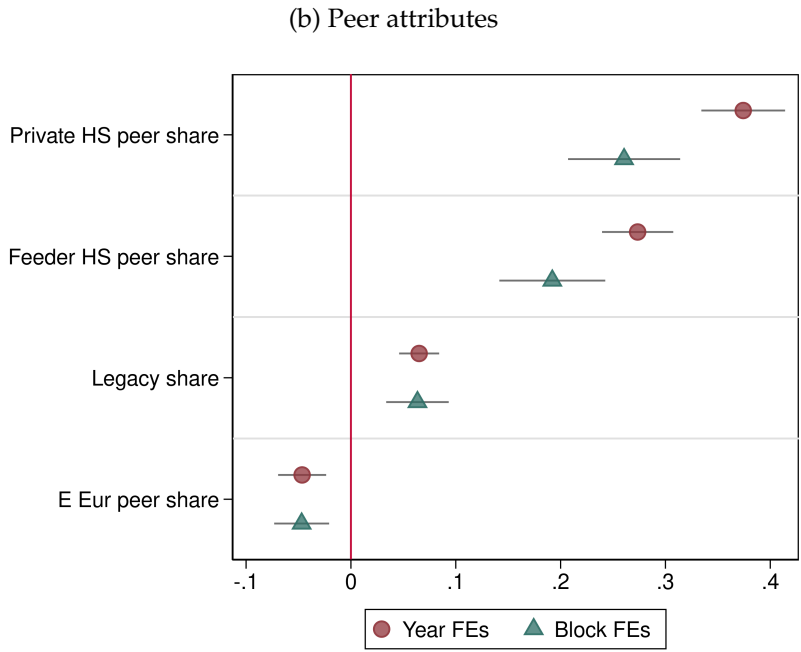 (b) Peer attributes
Private HS peer share
Feeder HS peer share
Legacy share
E Eur peer share
-.1 0 .1 .2 .3 .4
Year FEs Block FEs